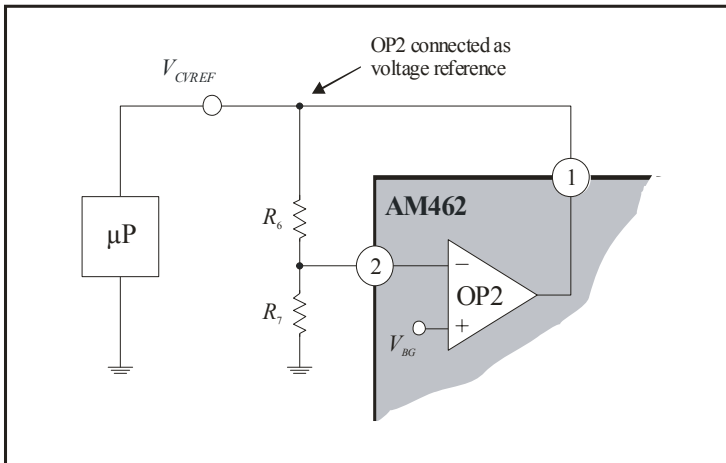 OP2 connected as
voltage reference
V_CVREF
1
AM462
R_6
µP
2
−
OP2
R_7
+
V_BG